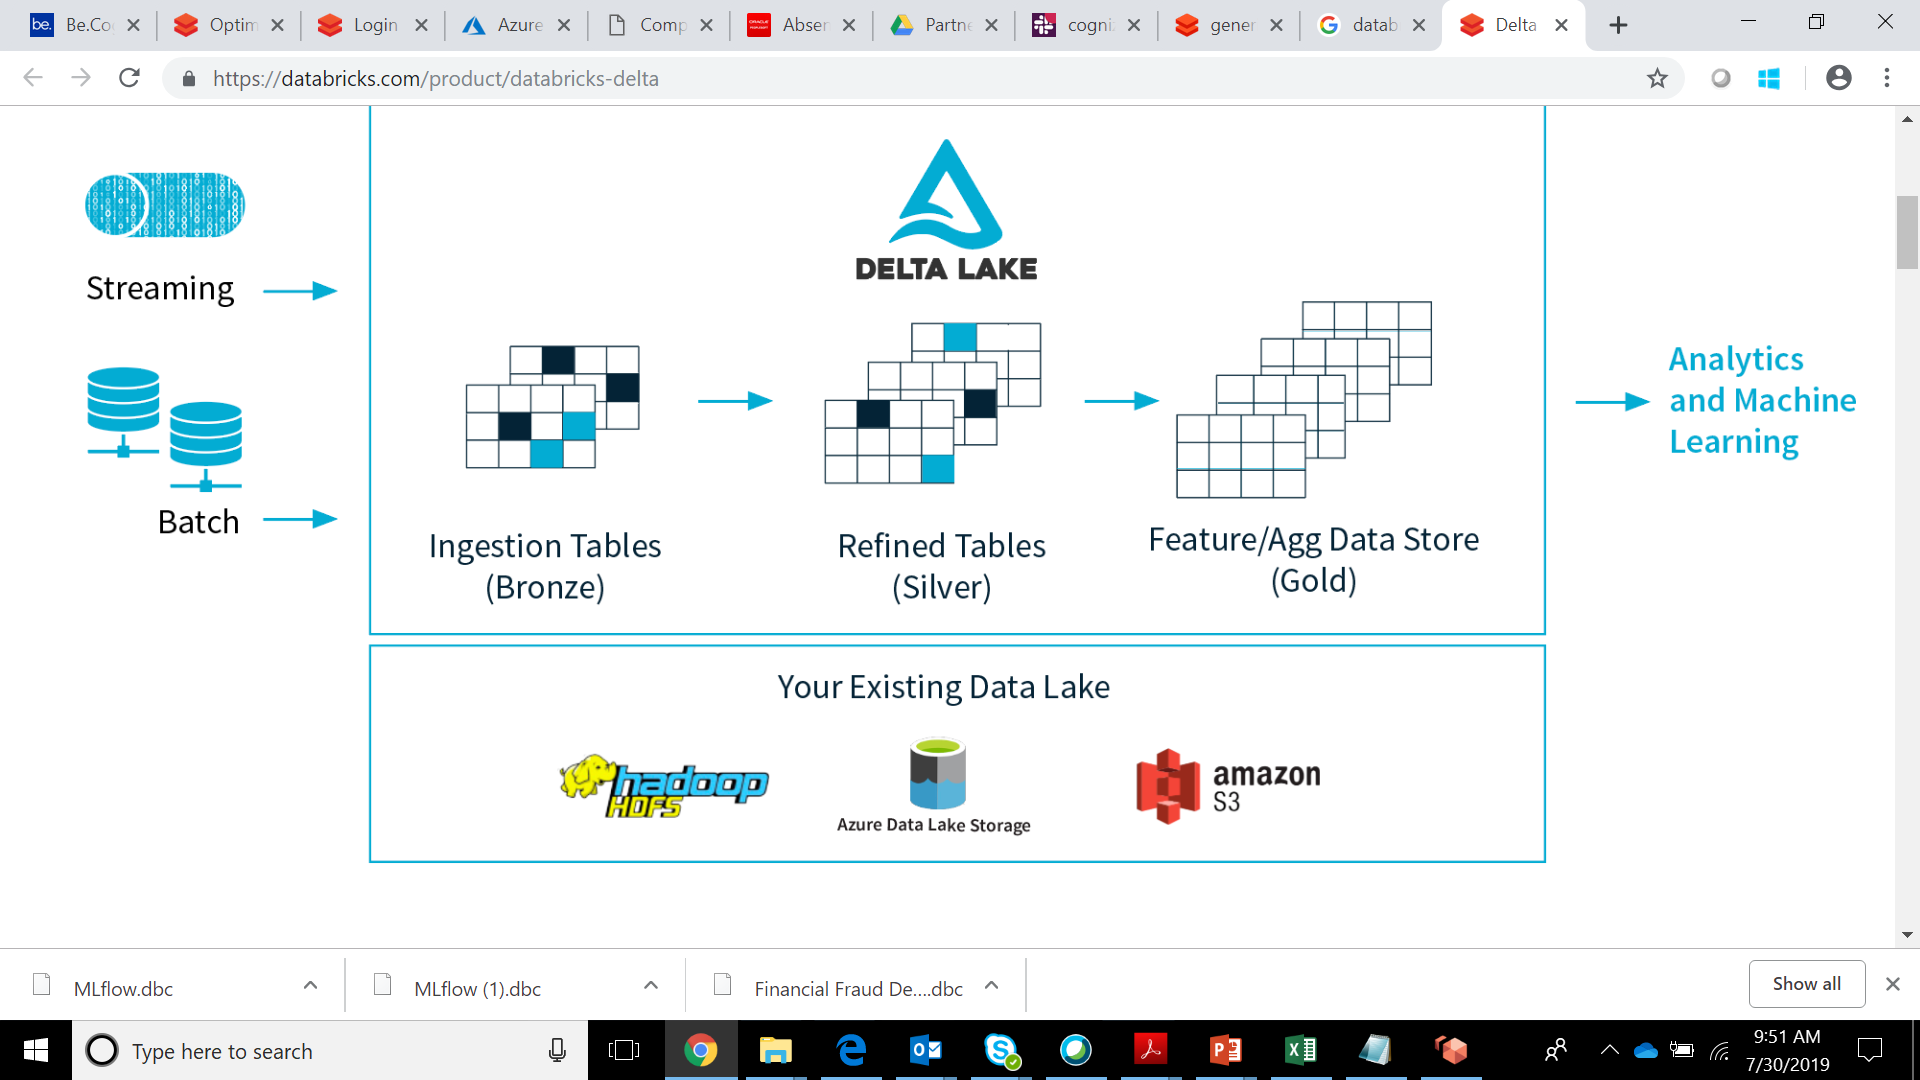 Be.Co
Optim
Login
Azure
Comp
Absen
Partne
cogni
gener
datab
Delta
https://databricks.com/product/databricks-delta
DELTA LAKE
Streaming
Batch
Ingestion Tables
(Bronze)
Refined Tables
(Silver)
Feature/Agg Data Store
(Gold)
Analytics
and Machine
Learning
Your Existing Data Lake
hadoop
HDFS
Azure Data Lake Storage
amazon
S3
MLflow.dbc
MLflow (1).dbc
Financial Fraud De....dbc
Show all
Type here to search
9:51 AM
7/30/2019